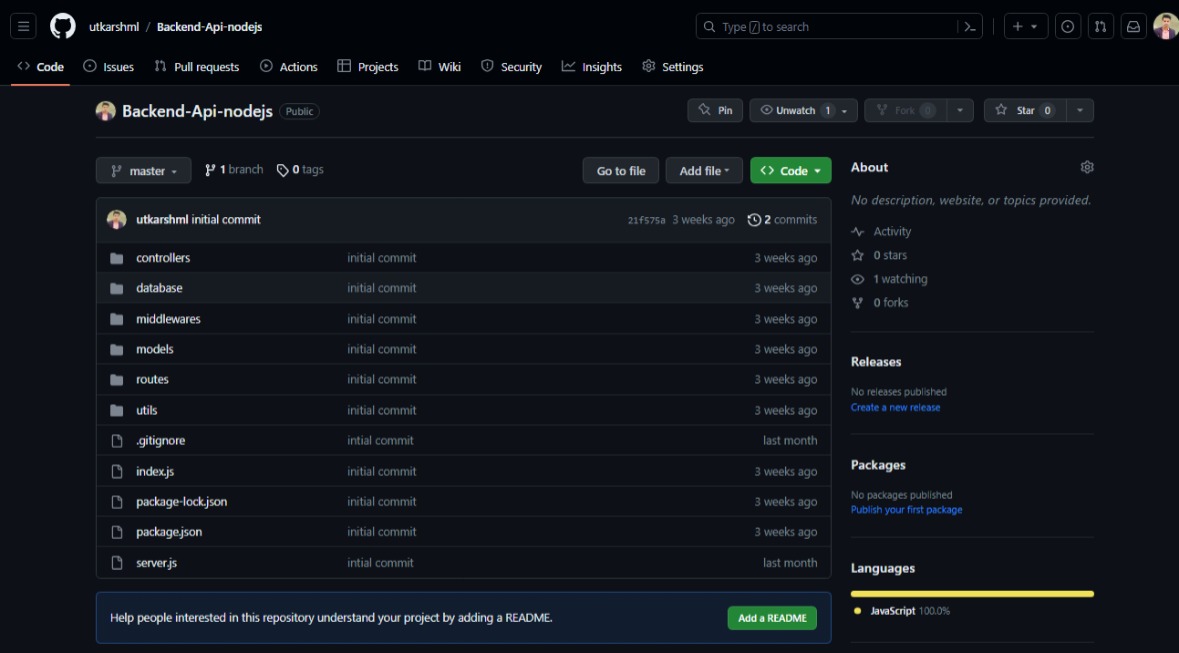 utkarshml / Backend-Api-nodejs
Type / to search
Code Issues Pull requests Actions Projects Wiki Security Insights Settings
Backend-Api-nodejs Public
Pin Unwatch 1 Fork 0 Star 0
master 1 branch 0 tags Go to file Add file Code
utkarshml initial commit 21f575a 3 weeks ago 2 commits
controllers initial commit 3 weeks ago
database initial commit 3 weeks ago
middlewares initial commit 3 weeks ago
models initial commit 3 weeks ago
routes initial commit 3 weeks ago
utils initial commit 3 weeks ago
.gitignore intial commit last month
index.js initial commit 3 weeks ago
package-lock.json initial commit 3 weeks ago
package.json initial commit 3 weeks ago
server.js intial commit last month
Help people interested in this repository understand your project by adding a README. Add a README
About
No description, website, or topics provided.
Activity
0 stars
1 watching
0 forks
Releases
No releases published
Create a new release
Packages
No packages published
Publish your first package
Languages
JavaScript 100.0%